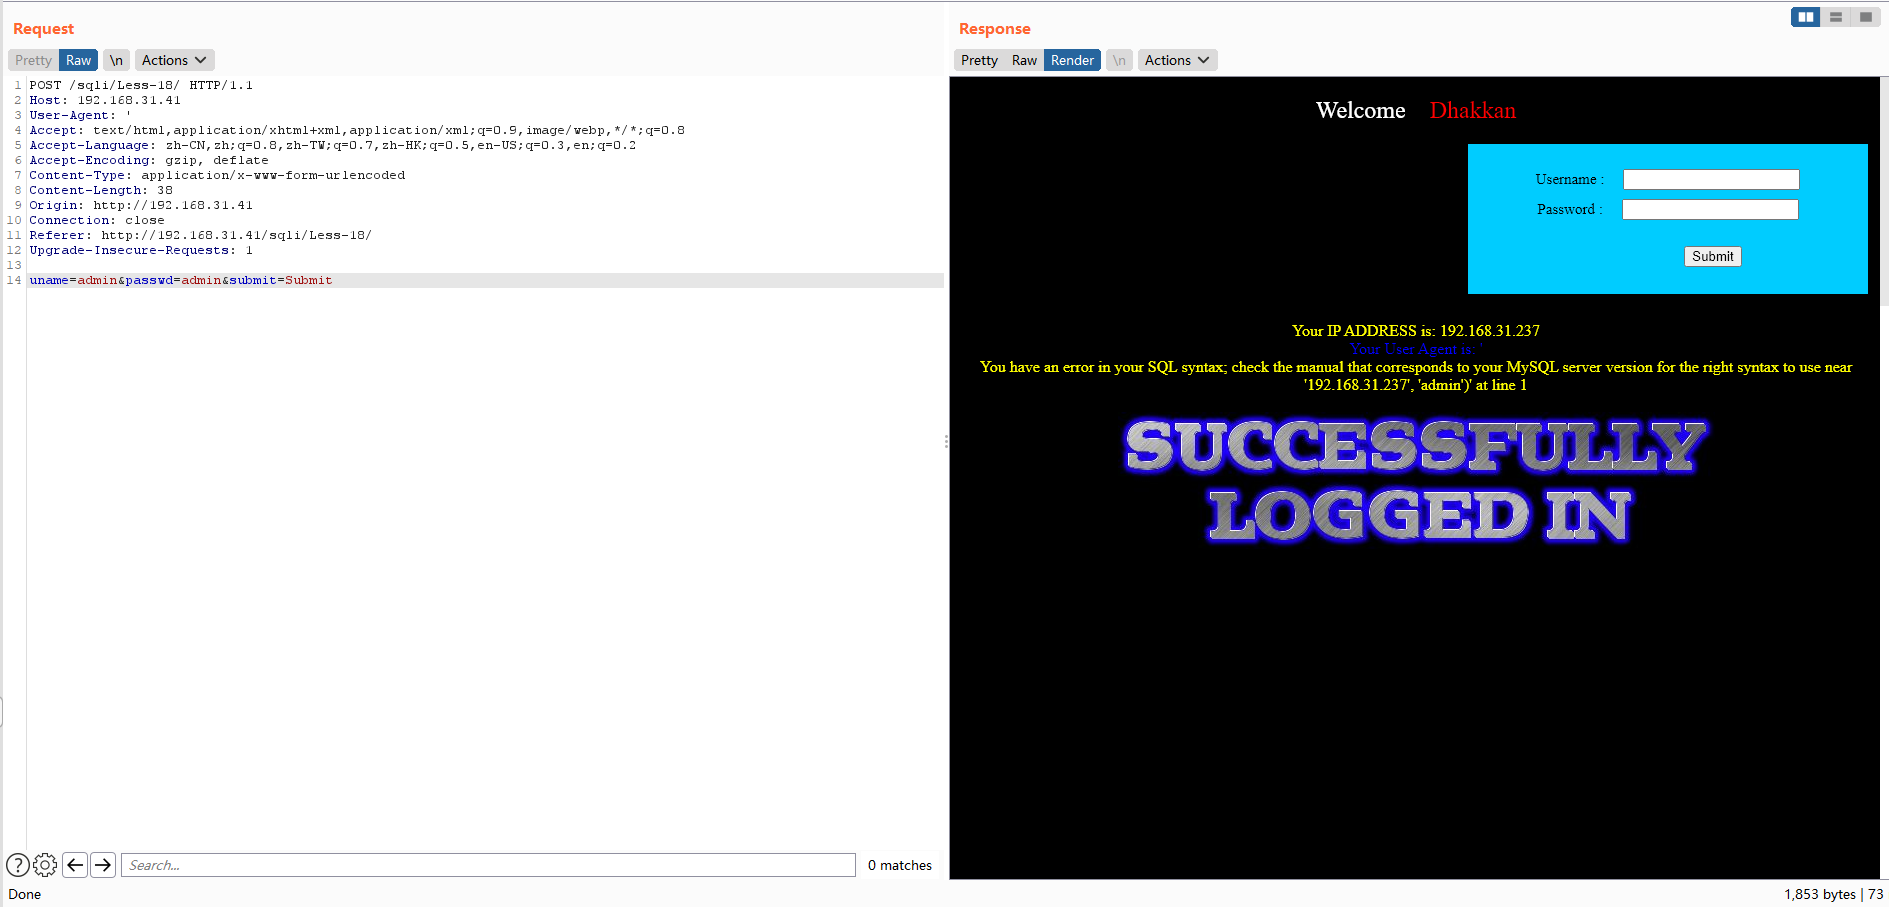 Request
Response
Pretty Raw \n Actions
Pretty Raw Render \n Actions
1 POST /sqli/Less-18/ HTTP/1.1
2 Host: 192.168.31.41
3 User-Agent: '
4 Accept: text/html,application/xhtml+xml,application/xml;q=0.9,image/webp,*/*;q=0.8
5 Accept-Language: zh-CN,zh;q=0.8,zh-TW;q=0.7,zh-HK;q=0.5,en-US;q=0.3,en;q=0.2
6 Accept-Encoding: gzip, deflate
7 Content-Type: application/x-www-form-urlencoded
8 Content-Length: 38
9 Origin: http://192.168.31.41
10 Connection: close
11 Referer: http://192.168.31.41/sqli/Less-18/
12 Upgrade-Insecure-Requests: 1
13
14 uname=admin&passwd=admin&submit=Submit
Welcome Dhakkan
Username :
Password :
Submit
Your IP ADDRESS is: 192.168.31.237
Your User Agent is: '
You have an error in your SQL syntax; check the manual that corresponds to your MySQL server version for the right syntax to use near
'192.168.31.237', 'admin')' at line 1
SUCCESSFULLY
LOGGED IN
?
Search...
0 matches
Done
1,853 bytes | 73